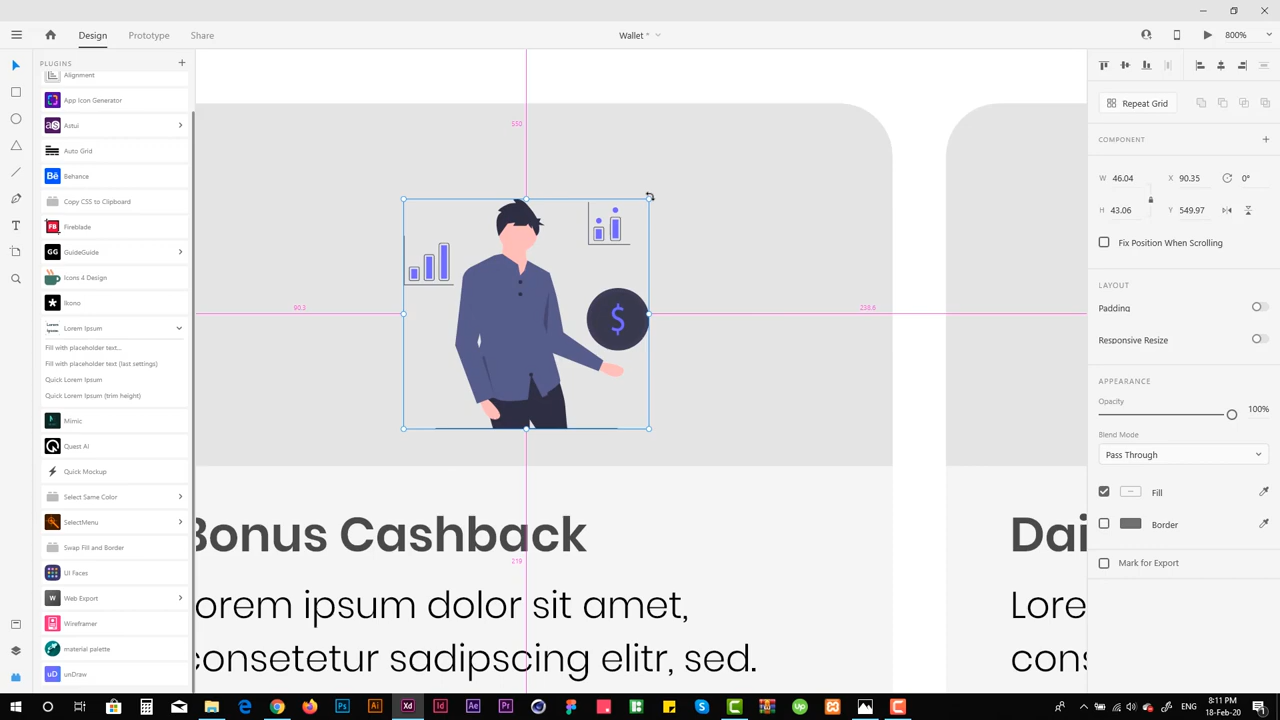 Design
Prototype
Share
Wallet *
800%
PLUGINS
Alignment
App Icon Generator
Astui
Auto Grid
Behance
Copy CSS to Clipboard
Fireblade
GuideGuide
Icons 4 Design
Ikono
Lorem Ipsum
Fill with placeholder text...
Fill with placeholder text (last settings)
Quick Lorem Ipsum
Quick Lorem Ipsum (trim height)
Mimic
Quest AI
Quick Mockup
Select Same Color
SelectMenu
Swap Fill and Border
UI Faces
Web Export
Wireframer
material palette
unDraw
550
90.3
238.6
219
$
Bonus Cashback
orem ipsum dolor sit amet,
consetetur sadipscing elitr, sed.
Dai
Lore
cons
Repeat Grid
COMPONENT
W 46.04 X 90.35 0°
H 43.06 Y 549.97
Fix Position When Scrolling
LAYOUT
Padding
Responsive Resize
APPEARANCE
Opacity
100%
Blend Mode
Pass Through
Fill
Border
Mark for Export
8:11 PM
18-Feb-20